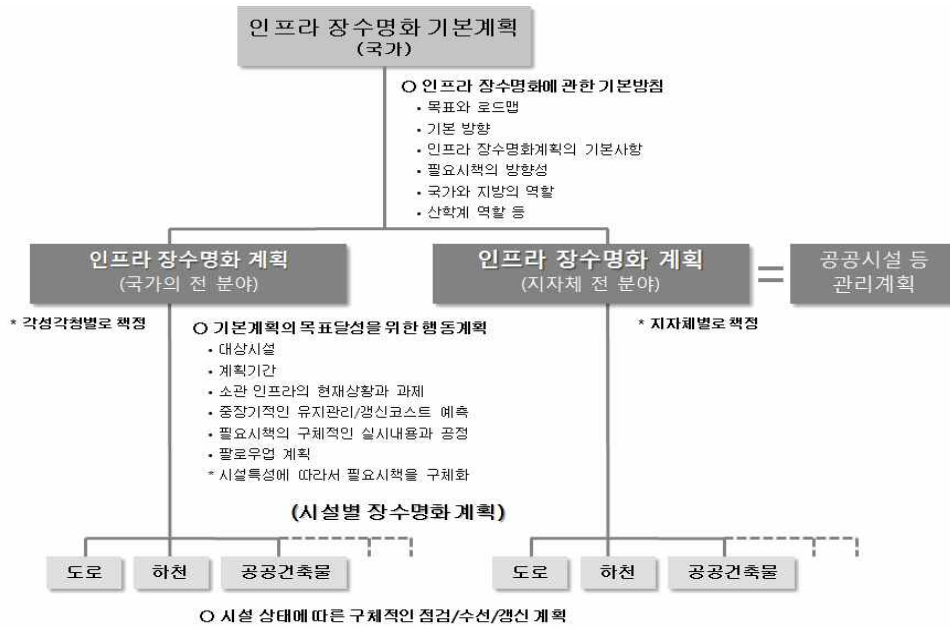 인프라 장수명화 기본계획
(국가)
O 인프라 장수명화에 관한 기본방침
• 목표와 로드맵
• 기본 방향
• 인프라 장수명화계획의 기본사항
• 필요시책의 방향성
• 국가와 지방의 역할
• 산학계 역할 등
인프라 장수명화 계획
(국가의 전 분야)
인프라 장수명화 계획
(지자체 전 분야)
=
공공시설 등
관리계획
* 각성각청별로 책정
O 기본계획의 목표달성을 위한 행동계획
• 대상시설
• 계획기간
• 소관 인프라의 현재상황과 과제
• 중장기적인 유지관리/갱신코스트 예측
• 필요시책의 구체적인 실시내용과 공정
• 팔로우업 계획
* 시설특성에 따라서 필요시책을 구체화
* 지자체별로 책정
(시설별 장수명화 계획)
도로
하천
공공건축물
도로
하천
공공건축물
O 시설 상태에 따른 구체적인 점검/수선/갱신 계획